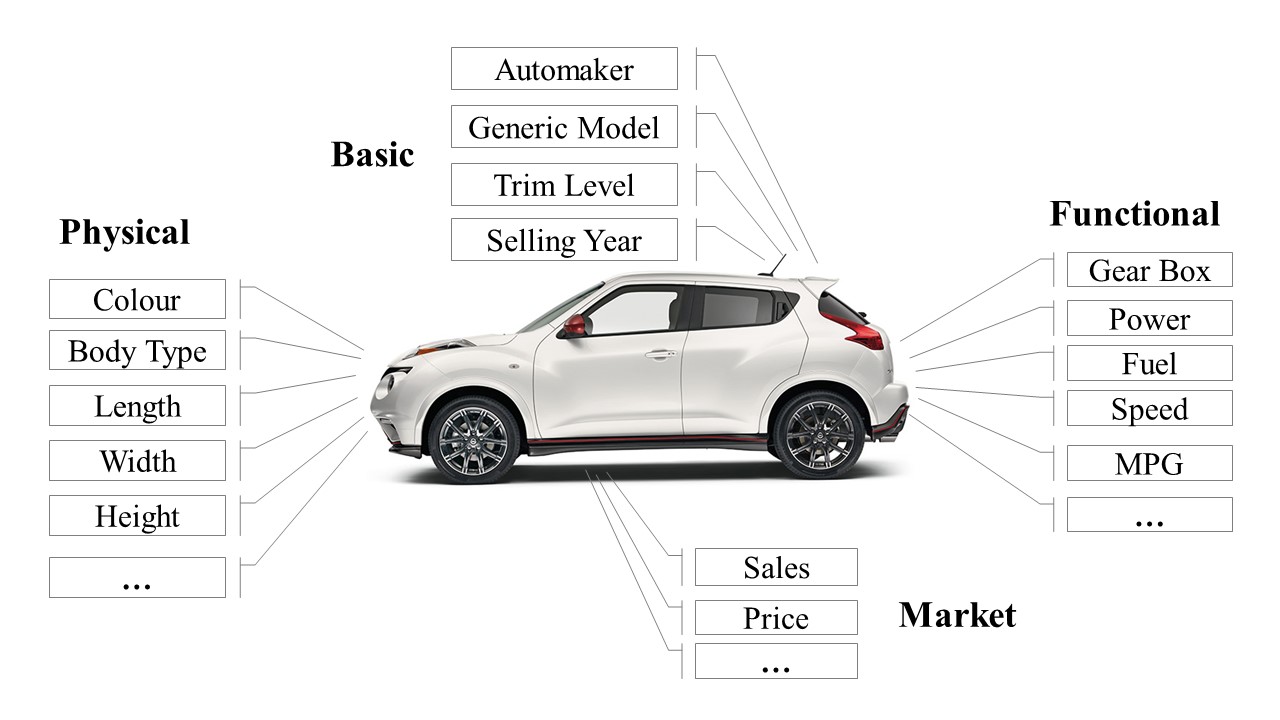 Automaker
Generic Model
Basic
Trim Level
Selling Year
Physical
Colour
Body Type
Length
Width
Height
...
Functional
Gear Box
Power
Fuel
Speed
MPG
...
Sales
Price
Market
...